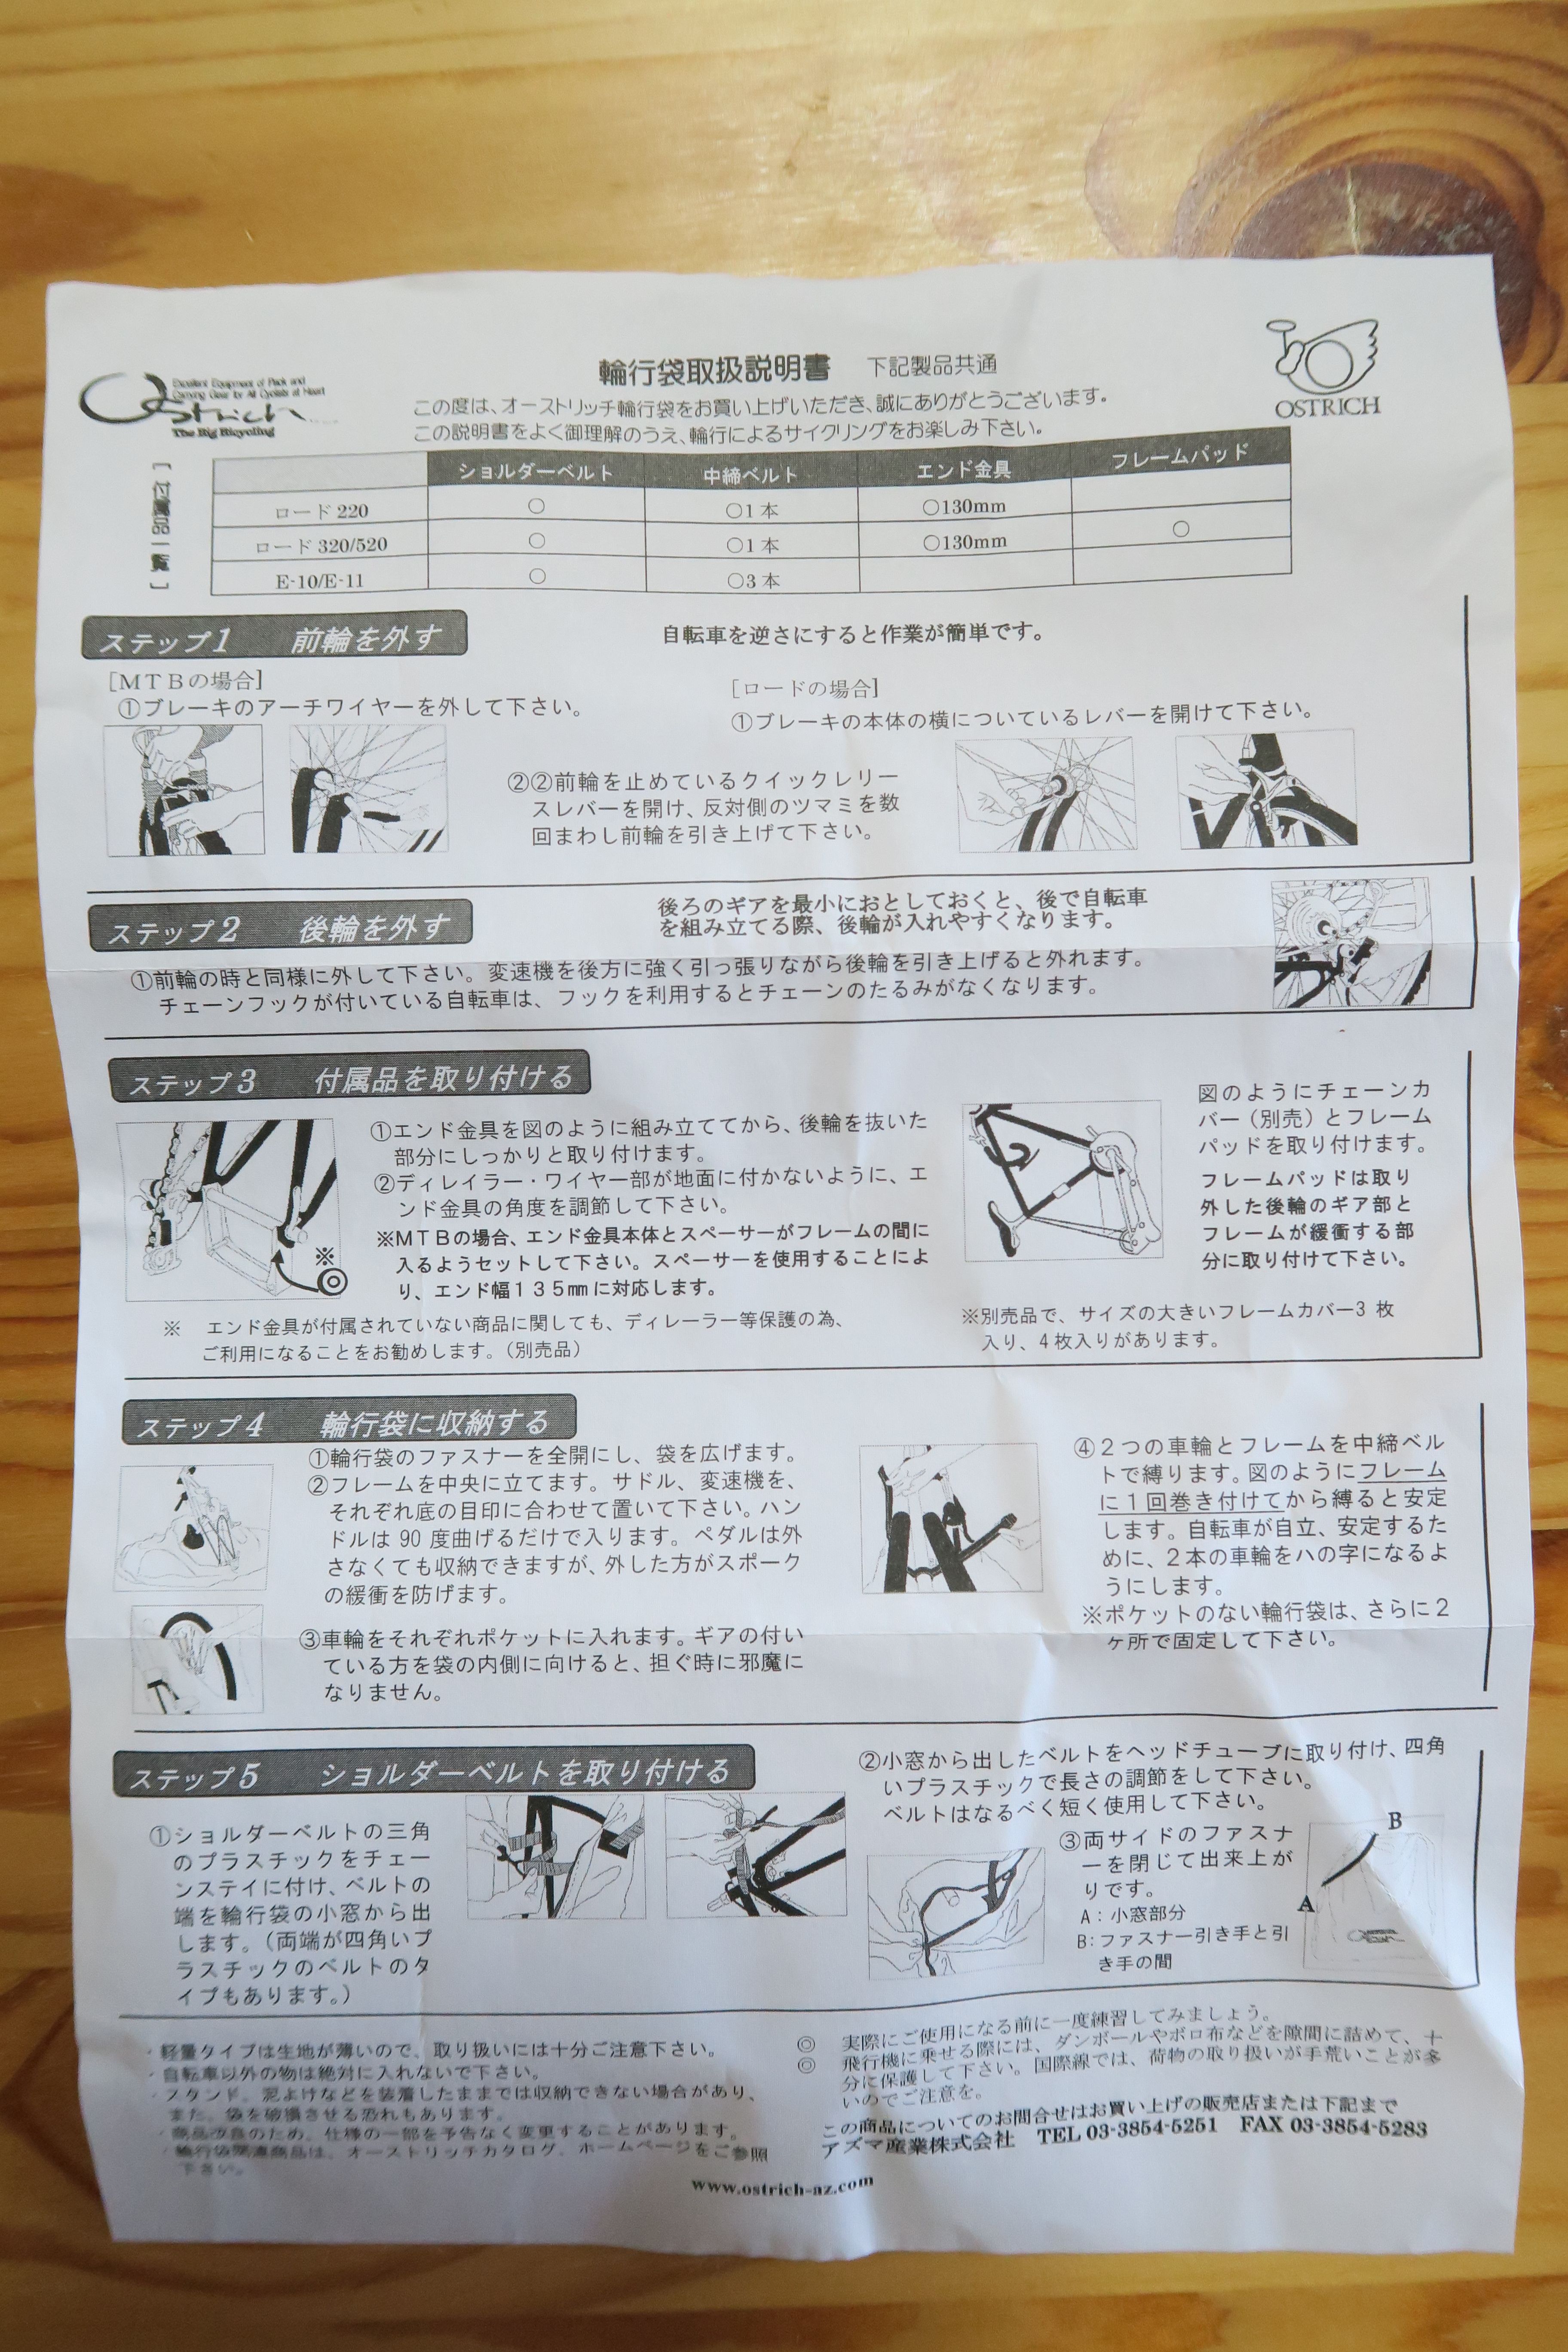 Ostrich
Excellent Equipment of Pack and
Carrying Gear for All Cyclists at Heart
The Big Bicycling
輪行袋取扱説明書　下記製品共通
OSTRICH
この度は、オーストリッチ輪行袋をお買い上げいただき、誠にありがとうございます。
この説明書をよく御理解のうえ、輪行によるサイクリングをお楽しみ下さい。
[付属品一覧]
ショルダーベルト　中締ベルト　エンド金具　フレームパッド
ロード 220　○　○1 本　○130mm
ロード 320/520　○　○1 本　○130mm　○
E-10/E-11　○　○3 本
ステップ1　前輪を外す
自転車を逆さにすると作業が簡単です。
[MTBの場合]
①ブレーキのアーチワイヤーを外して下さい。
[ロードの場合]
①ブレーキの本体の横についているレバーを開けて下さい。
②②前輪を止めているクイックレリー
スレバーを開け、反対側のツマミを数
回まわし前輪を引き上げて下さい。
ステップ2　後輪を外す
後ろのギアを最小におとしておくと、後で自転車
を組み立てる際、後輪が入れやすくなります。
①前輪の時と同様に外して下さい。変速機を後方に強く引っ張りながら後輪を引き上げると外れます。
チェーンフックが付いている自転車は、フックを利用するとチェーンのたるみがなくなります。
ステップ3　付属品を取り付ける
①エンド金具を図のように組み立ててから、後輪を抜いた
部分にしっかりと取り付けます。
②ディレイラー・ワイヤー部が地面に付かないように、エ
ンド金具の角度を調節して下さい。
※MTBの場合、エンド金具本体とスペーサーがフレームの間に
入るようセットして下さい。スペーサーを使用することによ
り、エンド幅135㎜に対応します。
※
※　エンド金具が付属されていない商品に関しても、ディレーラー等保護の為、
ご利用になることをお勧めします。（別売品）
図のようにチェーンカ
バー（別売）とフレーム
パッドを取り付けます。
フレームパッドは取り
外した後輪のギア部と
フレームが緩衝する部
分に取り付けて下さい。
※別売品で、サイズの大きいフレームカバー3 枚
入り、4枚入りがあります。
ステップ4　輪行袋に収納する
①輪行袋のファスナーを全開にし、袋を広げます。
②フレームを中央に立てます。サドル、変速機を、
それぞれ底の目印に合わせて置いて下さい。ハン
ドルは 90 度曲げるだけで入ります。ペダルは外
さなくても収納できますが、外した方がスポーク
の緩衝を防げます。
③車輪をそれぞれポケットに入れます。ギアの付い
ている方を袋の内側に向けると、担ぐ時に邪魔に
なりません。
④2つの車輪とフレームを中締ベル
トで縛ります。図のようにフレーム
に1回巻き付けてから縛ると安定
します。自転車が自立、安定するた
めに、2本の車輪をハの字になるよ
うにします。
※ポケットのない輪行袋は、さらに2
ヶ所で固定して下さい。
ステップ5　ショルダーベルトを取り付ける
①ショルダーベルトの三角
のプラスチックをチェー
ンステイに付け、ベルトの
端を輪行袋の小窓から出
します。（両端が四角いプ
ラスチックのベルトのタ
イプもあります。）
②小窓から出したベルトをヘッドチューブに取り付け、四角
いプラスチックで長さの調節をして下さい。
ベルトはなるべく短く使用して下さい。
③両サイドのファスナ
ーを閉じて出来上が
りです。
A：小窓部分
B：ファスナー引き手と引
き手の間
B
A
・軽量タイプは生地が薄いので、取り扱いには十分ご注意下さい。
・自転車以外の物は絶対に入れないで下さい。
・スタンド、泥よけなどを装着したままでは収納できない場合があり、
また、袋を破損させる恐れもあります。
・商品改良のため、仕様の一部を予告なく変更することがあります。
・輪行袋関連商品は、オーストリッチカタログ、ホームページをご参照
下さい。
◎　実際にご使用になる前に一度練習してみましょう。
◎　飛行機に乗せる際には、ダンボールやボロ布などを隙間に詰めて、十
分に保護して下さい。国際線では、荷物の取り扱いが手荒いことが多
いのでご注意を。
この商品についてのお問合せはお買い上げの販売店または下記まで
アズマ産業株式会社　TEL 03-3854-5251　FAX 03-3854-5283
www.ostrich-az.com